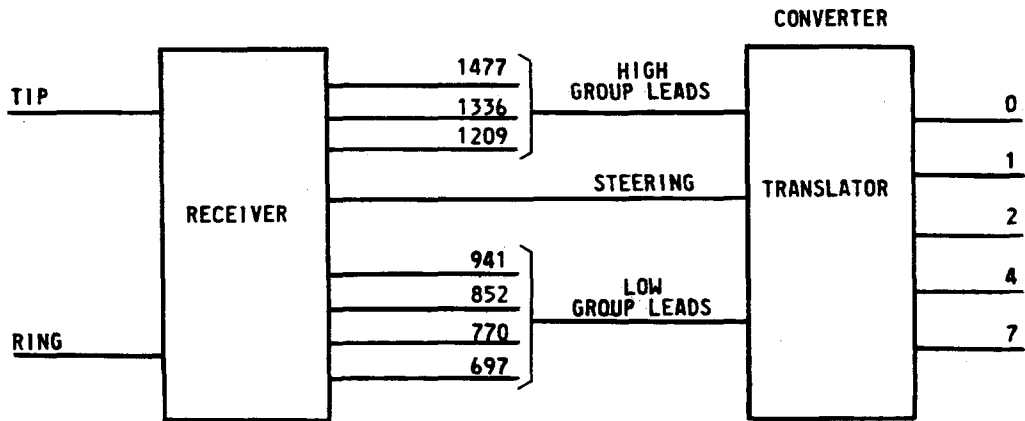 CONVERTER
TIP
RECEIVER
1477
1336
1209
HIGH
GROUP LEADS
STEERING
941
852
770
697
LOW
GROUP LEADS
TRANSLATOR
0
1
2
4
7
RING